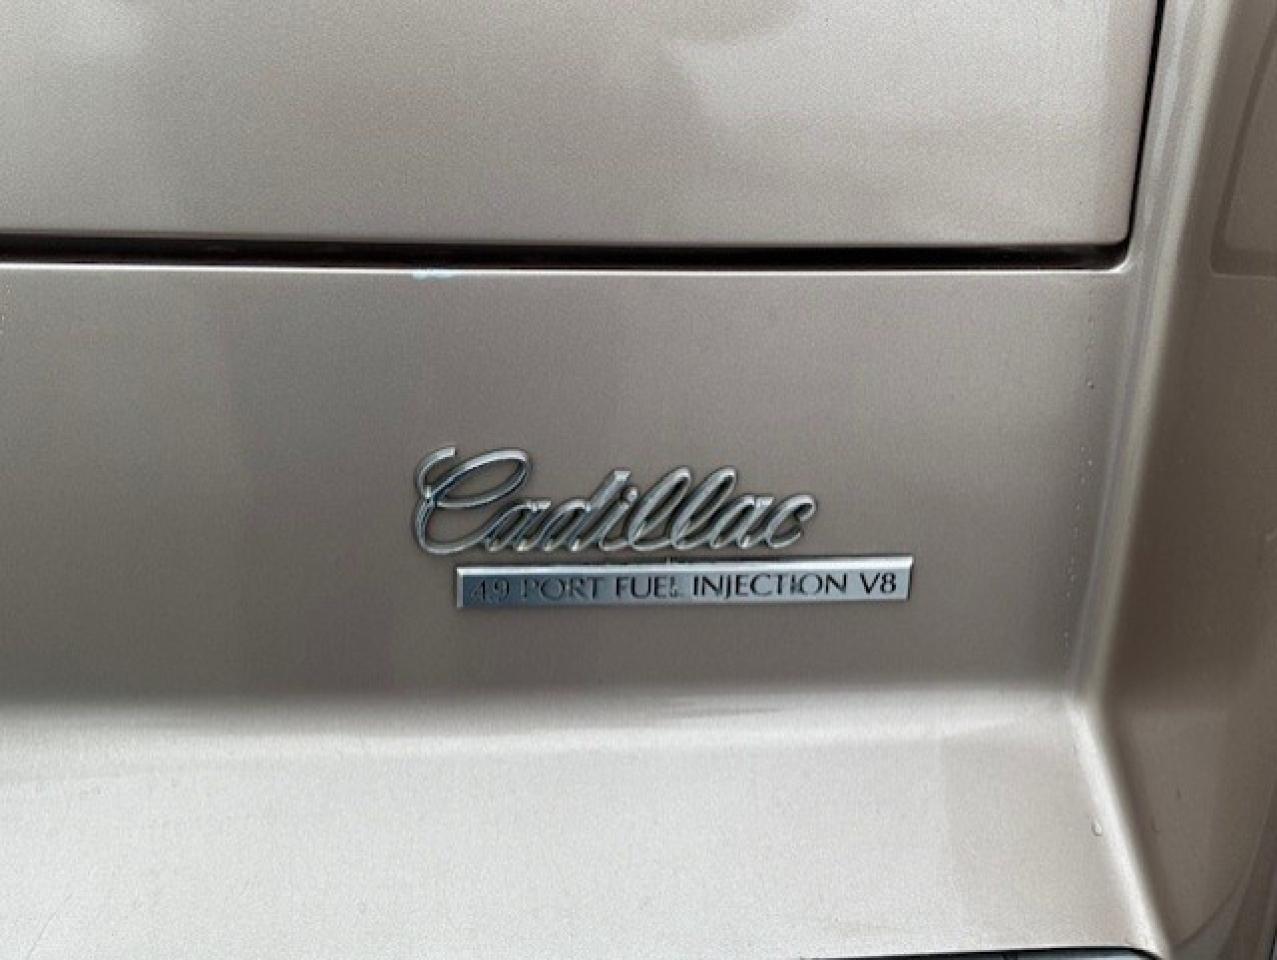 Cadillac
4.9 PORT FUEL INJECTION V8